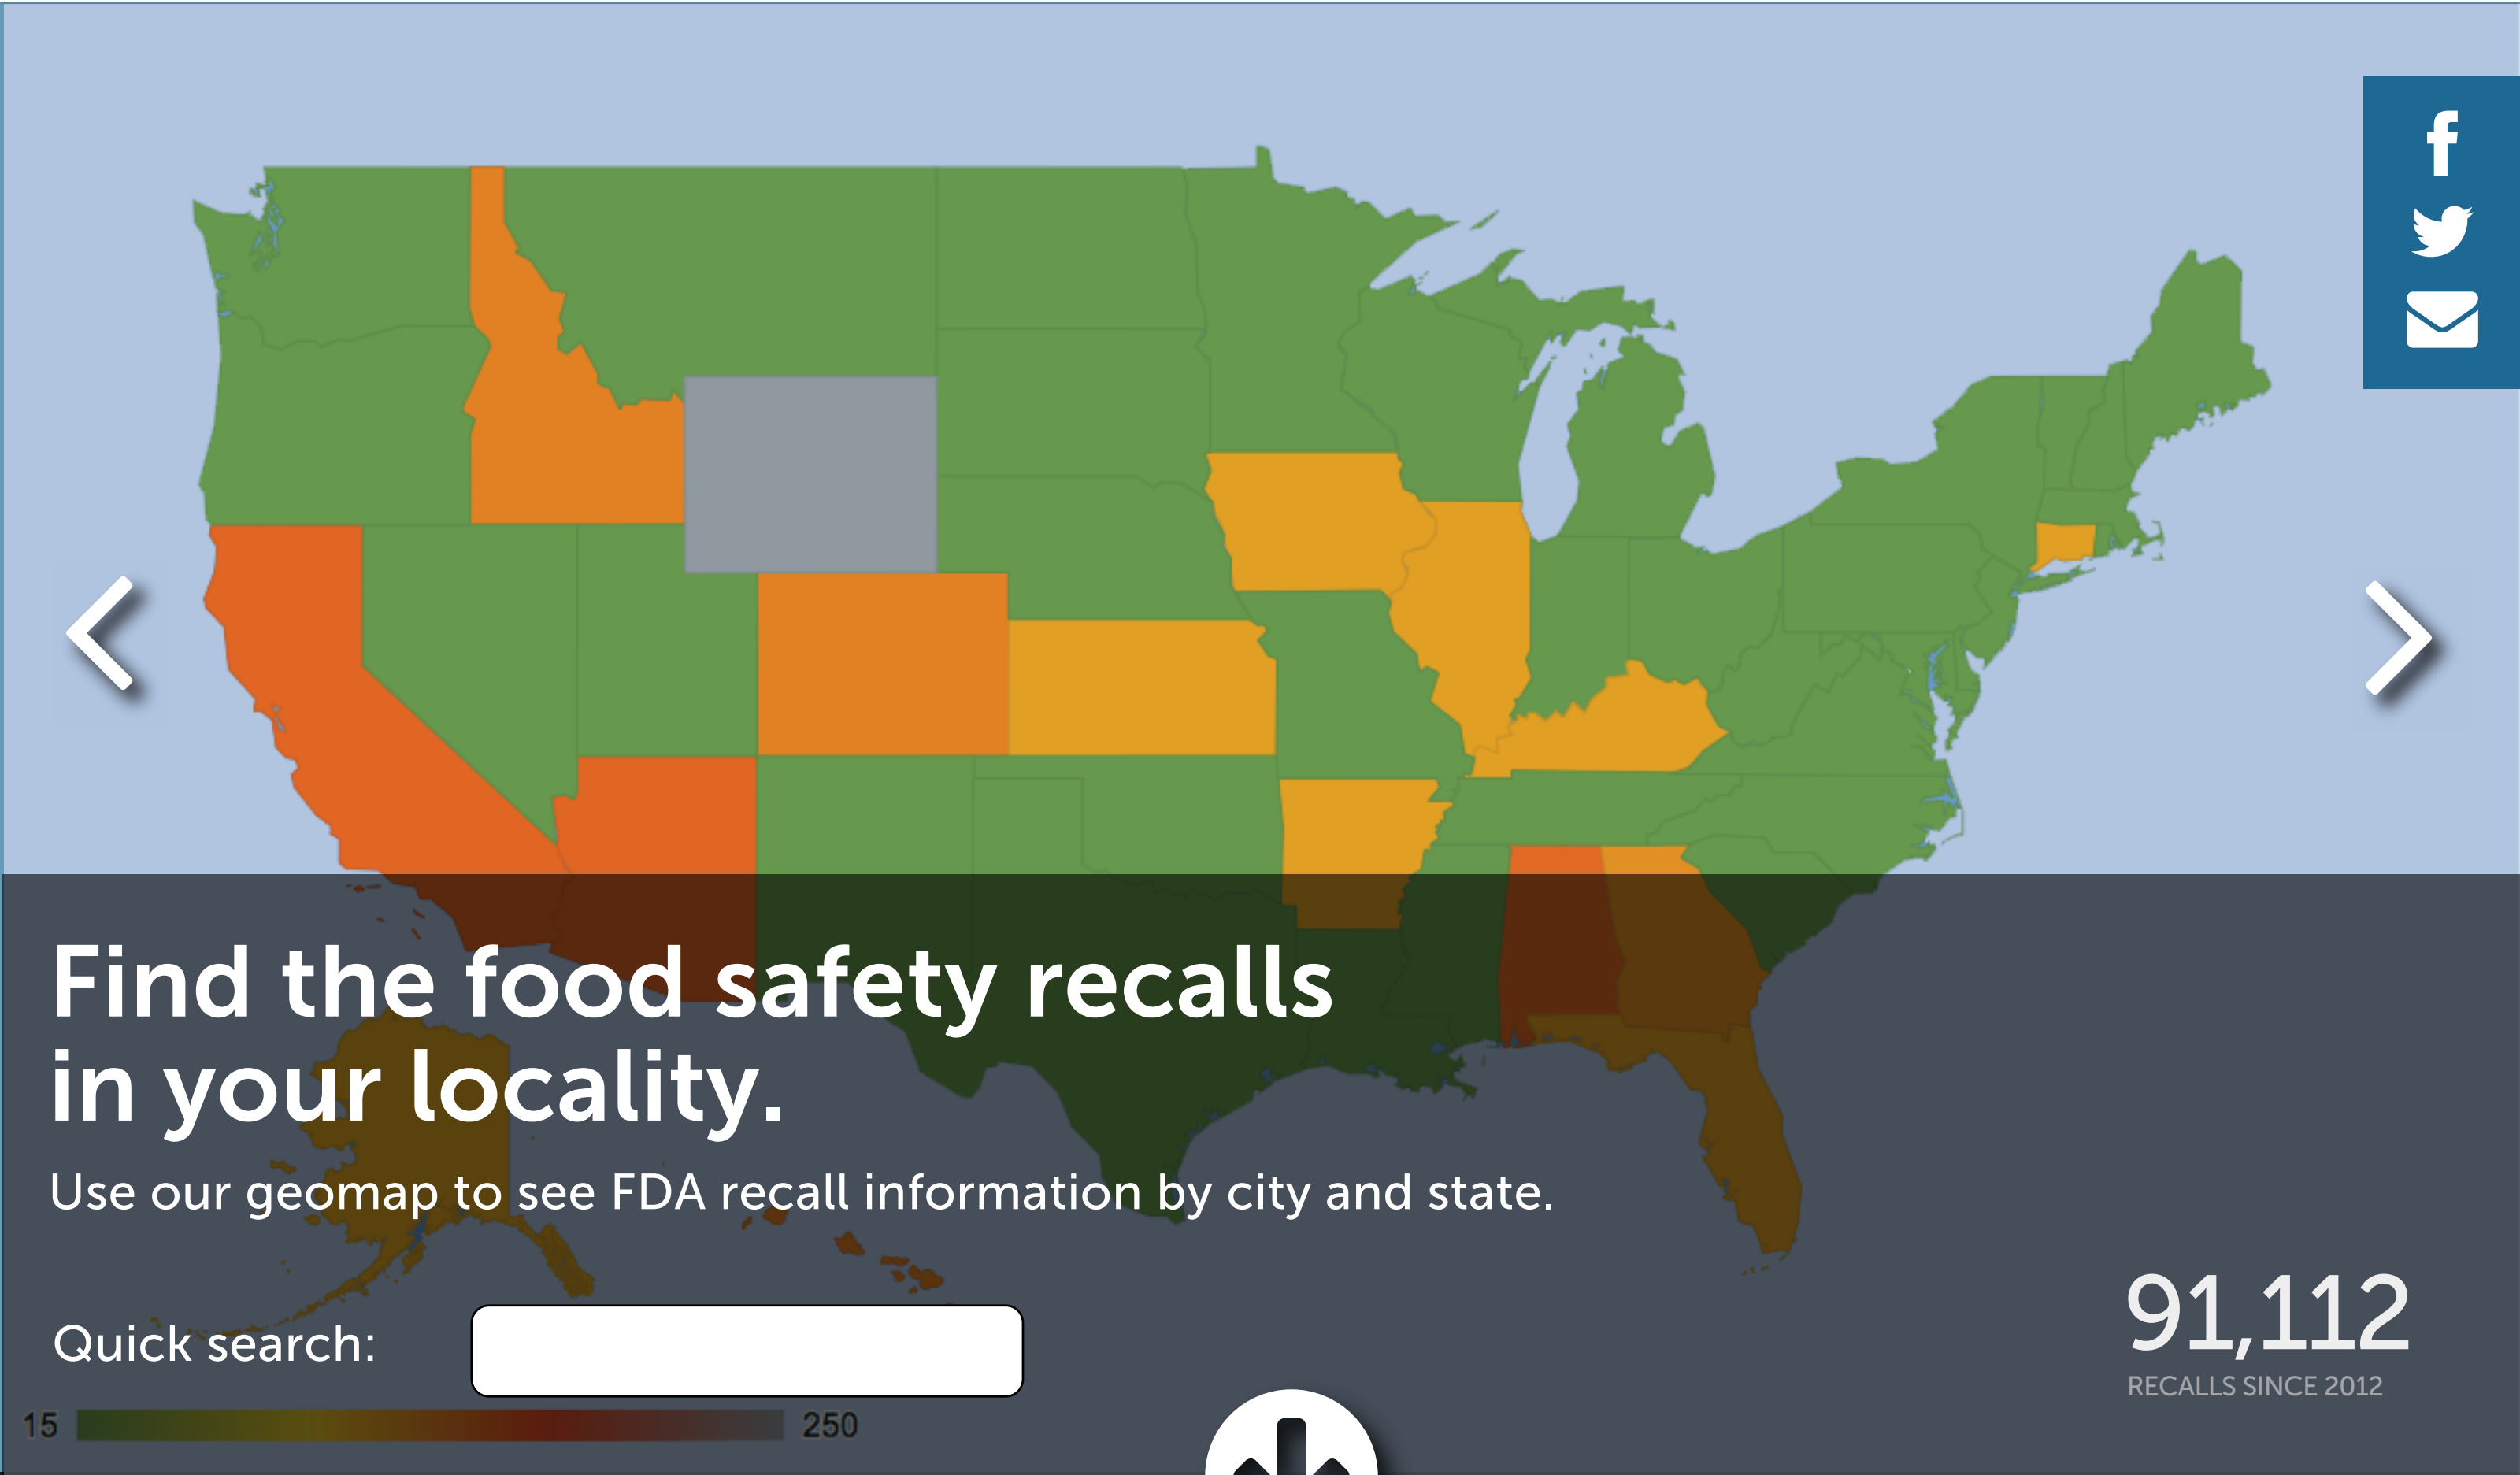 Find the food safety recalls
in your locality.
Use our geomap to see FDA recall information by city and state.
Quick search:
91,112
RECALLS SINCE 2012
15 250